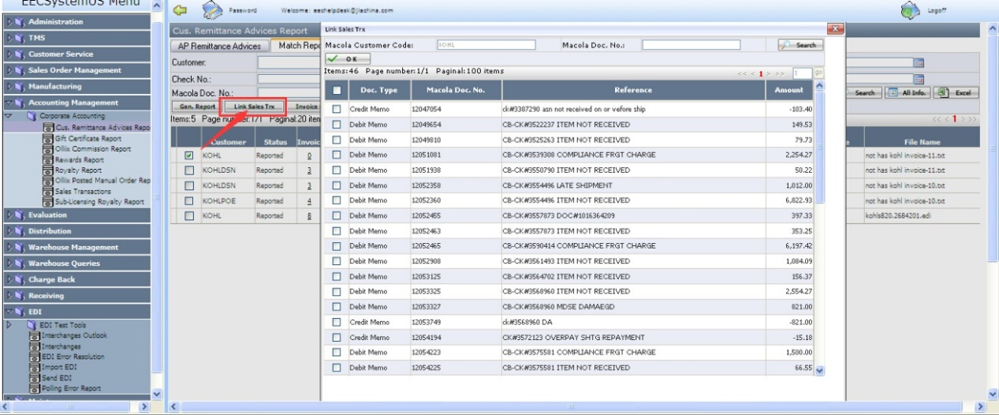 EECSystemUS Menu
Password Welcome: eechelpdesk@jiachina.com
Logoff
Administration
TMS
Customer Service
Sales Order Management
Manufacturing
Accounting Management
Corporate Accounting
Cus. Remittance Advices Repo
Gift Certificate Report
Ollix Commission Report
Rewards Report
Royalty Report
Ollix Posted Manual Order Rep
Sales Transactions
Sub-Licensing Royalty Report
Evaluation
Distribution
Warehouse Management
Warehouse Queries
Charge Back
Receiving
EDI
EDI Test Tools
Interchanges Outlook
Interchanges
EDI Error Resolution
Import EDI
Send EDI
Polling Error Report
Cus. Remittance Advices Report
AP Remittance Advices Match Repo
Customer:
Check No.:
Macola Doc. No.:
Gen. Report Link Sales Trx Invoice
Search All Info. Excel
Items:5 Page number:1/1 Paginal:20 iten
<< < 1 > >>
Customer Status Invoic
File Name
KOHL Reported 0 not has kohl invoice-11.txt
KOHLDSN Reported 3 not has kohl invoice-11.txt
KOHLDSN Reported 3 not has kohl invoice-10.txt
KOHLPOE Reported 4 not has kohl invoice-10.txt
KOHL Reported 8 kohls820.2684201.edi
Link Sales Trx
Macola Customer Code: KOHL Macola Doc. No.: Search
O K
Items:46 Page number:1/1 Paginal:100 items << < 1 > >> 1 go
Doc. Type Macola Doc. No. Reference Amount
Credit Memo 12047054 ck#3387290 asn not received on or vefore ship -103.40
Debit Memo 12049654 CB-CK#3522237 ITEM NOT RECEIVED 149.53
Debit Memo 12049810 CB-CK#3525263 ITEM NOT RECEIVED 79.73
Debit Memo 12051081 CB-CK#3539308 COMPLIANCE FRGT CHARGE 2,254.27
Debit Memo 12051938 CB-CK#3550790 ITEM NOT RECEIVED 50.22
Debit Memo 12052358 CB-CK#3554496 LATE SHIPMENT 1,012.00
Debit Memo 12052360 CB-CK#3554496 ITEM NOT RECEIVED 6,822.93
Debit Memo 12052455 CB-CK#3557873 DOC#1016364209 397.33
Debit Memo 12052463 CB-CK#3557873 ITEM NOT RECEIVED 353.25
Debit Memo 12052465 CB-CK#3590414 COMPLIANCE FRGT CHARGE 6,197.42
Debit Memo 12052908 CB-CK#3561493 ITEM NOT RECEIVED 1,084.09
Debit Memo 12053125 CB-CK#3564702 ITEM NOT RECEIVED 156.37
Debit Memo 12053325 CB-CK#3568960 ITEM NOT RECEIVED 2,554.27
Debit Memo 12053327 CB-CK#3568960 MDSE DAMAEGD 821.00
Credit Memo 12053749 ck#3568960 DA -821.00
Credit Memo 12054194 CK#3572123 OVERPAY SHTG REPAYMENT -15.18
Debit Memo 12054223 CB-CK#3575581 COMPLIANCE FRGT CHARGE 1,500.00
Debit Memo 12054225 CB-CK#3575581 ITEM NOT RECEIVED 66.55